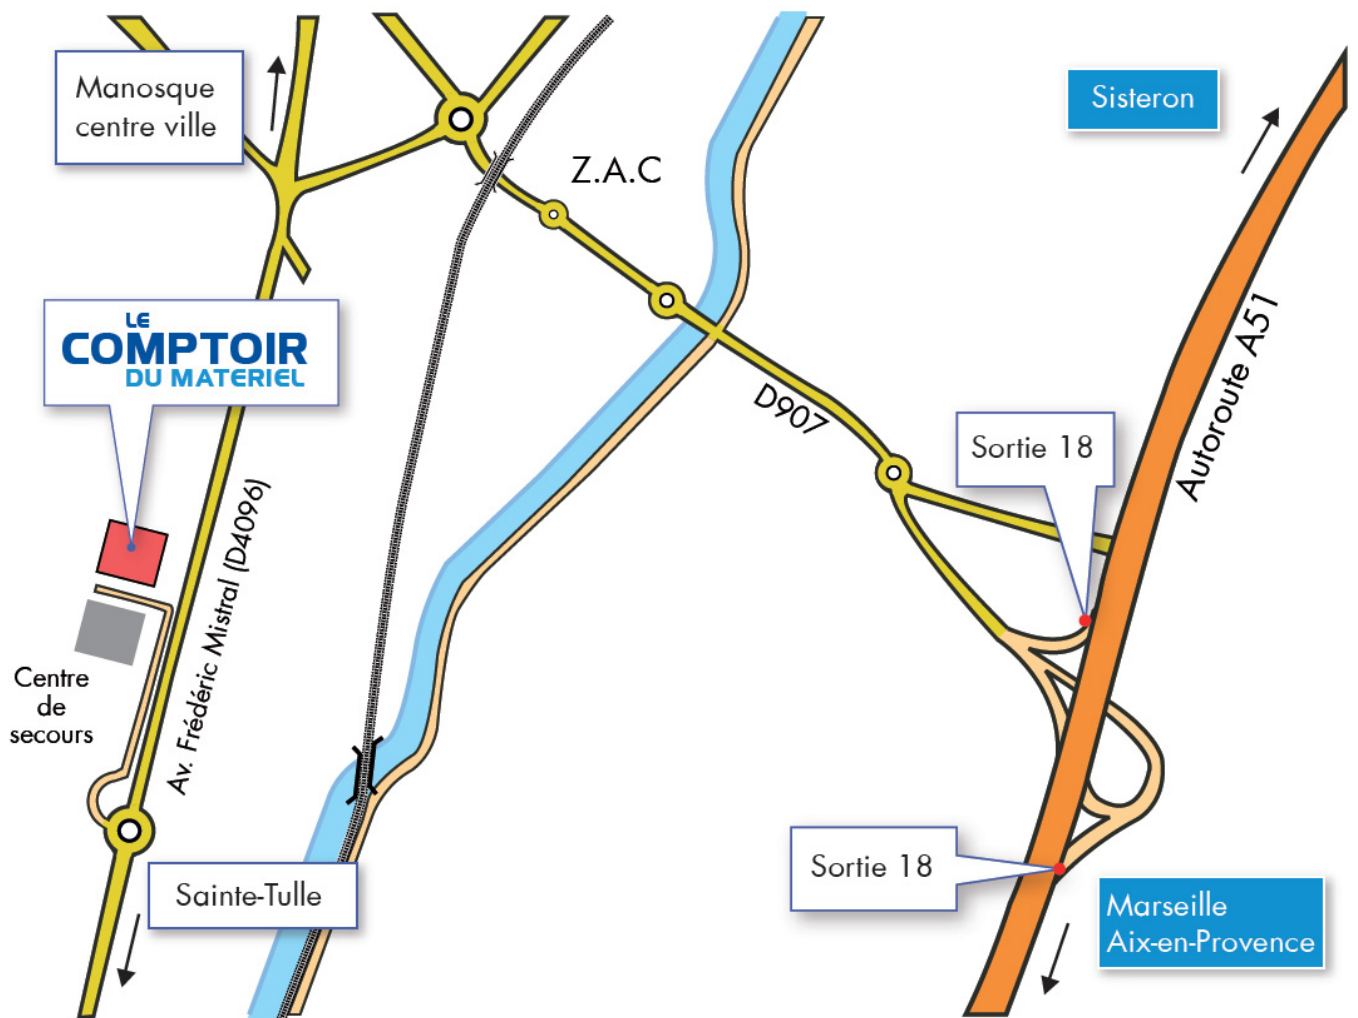 Manosque
centre ville
Z.A.C
Sisteron
LE
COMPTOIR
DU MATERIEL
D907
Sortie 18
Autoroute A51
Av. Frédéric Mistral (D4096)
Centre
de
secours
Sainte-Tulle
Sortie 18
Marseille
Aix-en-Provence